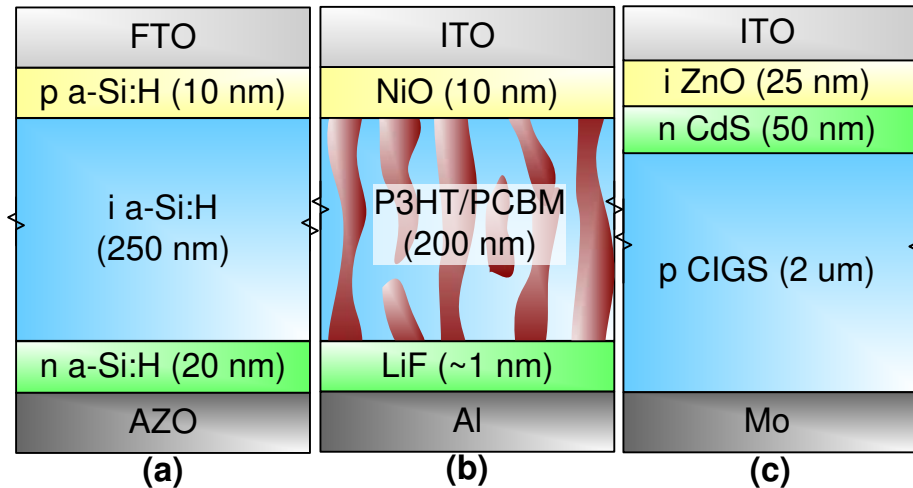 FTO
p a-Si:H (10 nm)
i a-Si:H
(250 nm)
n a-Si:H (20 nm)
AZO
(a)
ITO
NiO (10 nm)
P3HT/PCBM
(200 nm)
LiF (~1 nm)
Al
(b)
ITO
i ZnO (25 nm)
n CdS (50 nm)
p CIGS (2 um)
Mo
(c)